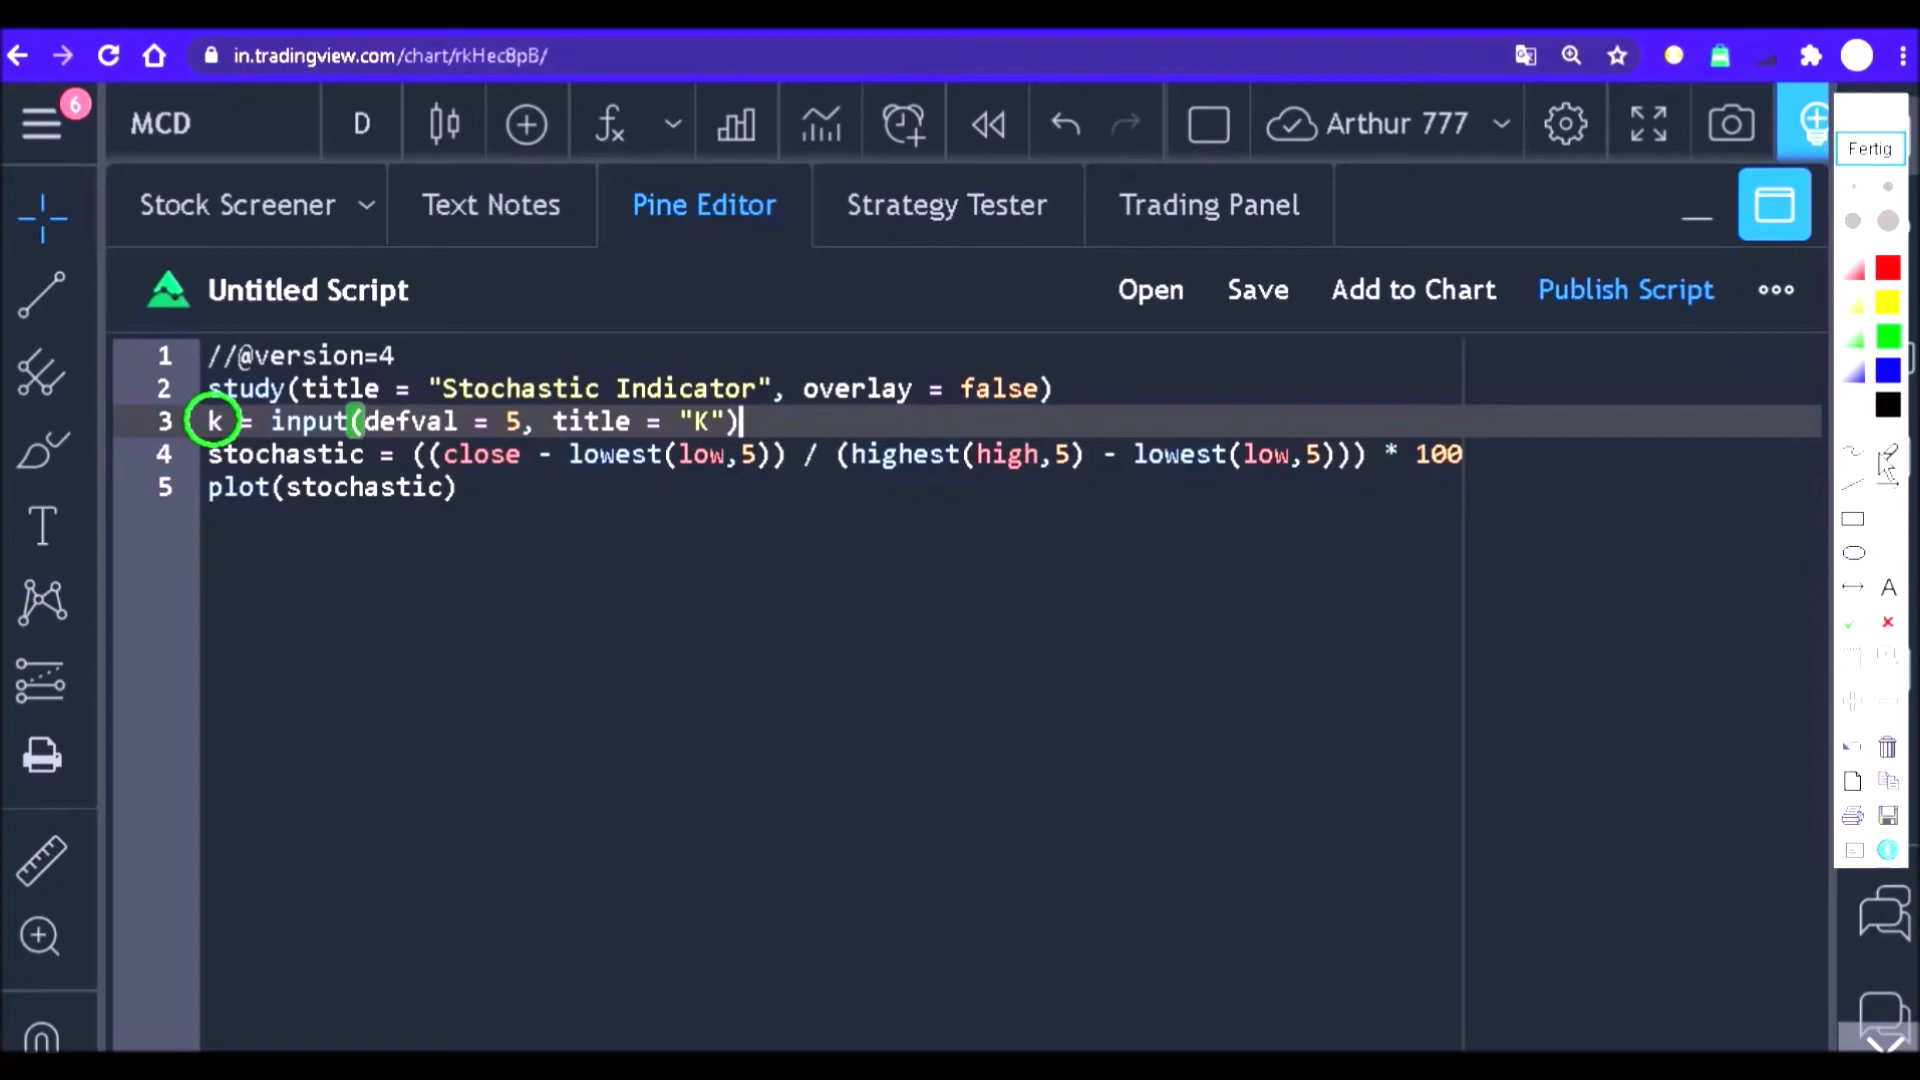 in.tradingview.com/chart/rkHec8pB/
6
MCD
D
fx
Arthur 777
Fertig
Stock Screener
Text Notes
Pine Editor
Strategy Tester
Trading Panel
Untitled Script
Open
Save
Add to Chart
Publish Script
1 //@version=4
2 study(title = "Stochastic Indicator", overlay = false)
3 k = input(defval = 5, title = "K")
4 stochastic = ((close - lowest(low,5)) / (highest(high,5) - lowest(low,5))) * 100
5 plot(stochastic)
T
A